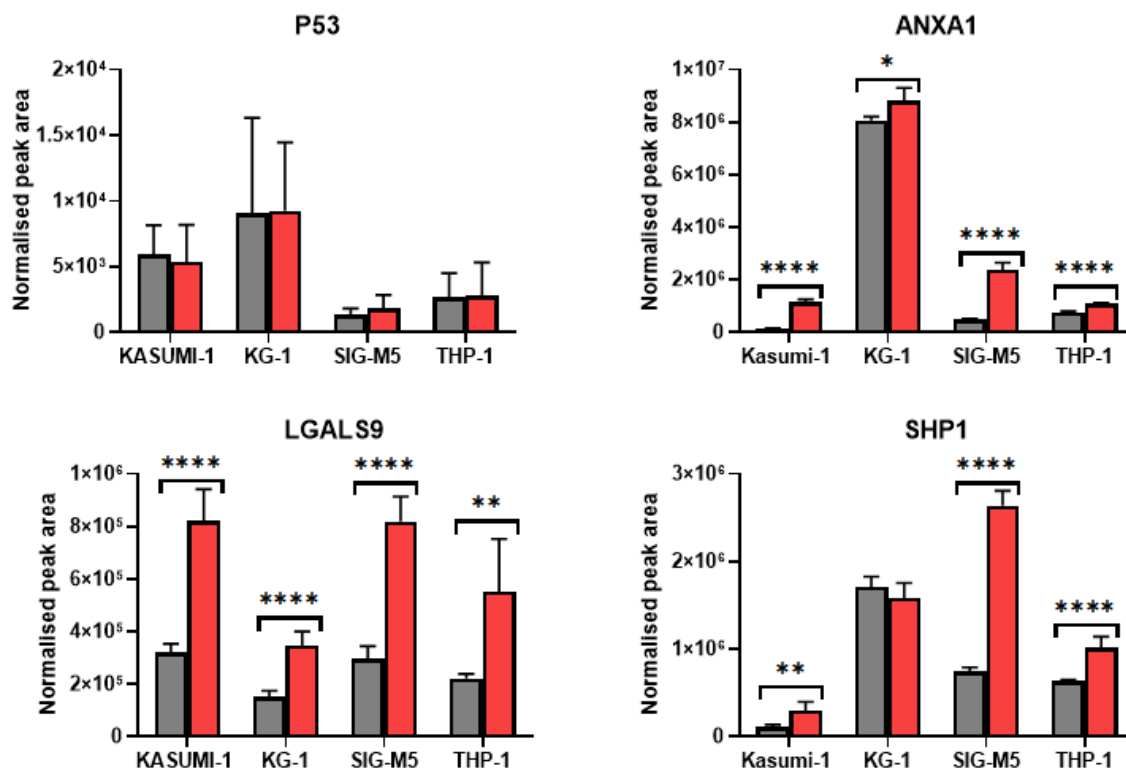 P53
Normalised peak area
2×10⁴
1.5×10⁴
1×10⁴
5×10³
0
KASUMI-1 KG-1 SIG-M5 THP-1
ANXA1
Normalised peak area
1×10⁷
8×10⁶
6×10⁶
4×10⁶
2×10⁶
0
****
*
****
****
Kasumi-1 KG-1 SIG-M5 THP-1
LGALS9
Normalised peak area
1×10⁶
8×10⁵
6×10⁵
4×10⁵
2×10⁵
0
****
****
****
**
KASUMI-1 KG-1 SIG-M5 THP-1
SHP1
Normalised peak area
3×10⁶
2×10⁶
1×10⁶
0
**
****
****
Kasumi-1 KG-1 SIG-M5 THP-1